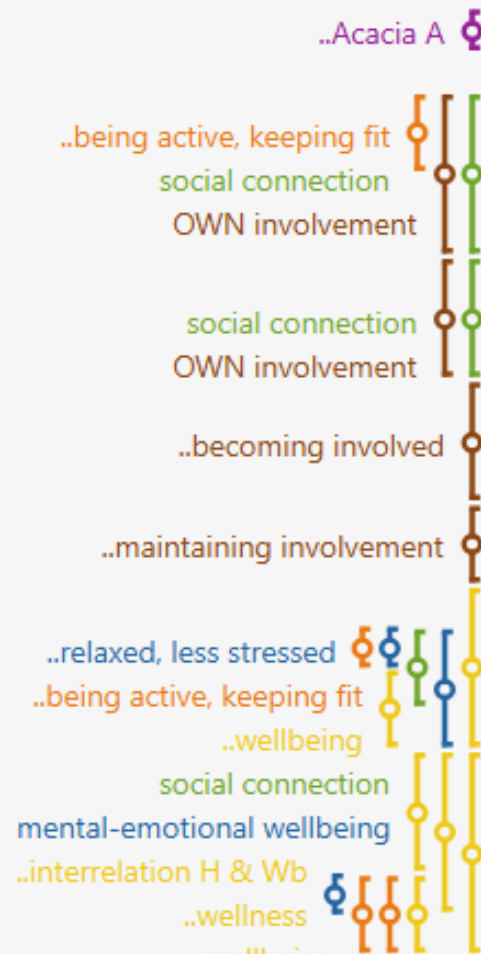 ..Acacia A
..being active, keeping fit
social connection
OWN involvement
social connection
OWN involvement
..becoming involved
..maintaining involvement
..relaxed, less stressed
..being active, keeping fit
..wellbeing
social connection
mental-emotional wellbeing
..interrelation H & Wb
..wellness